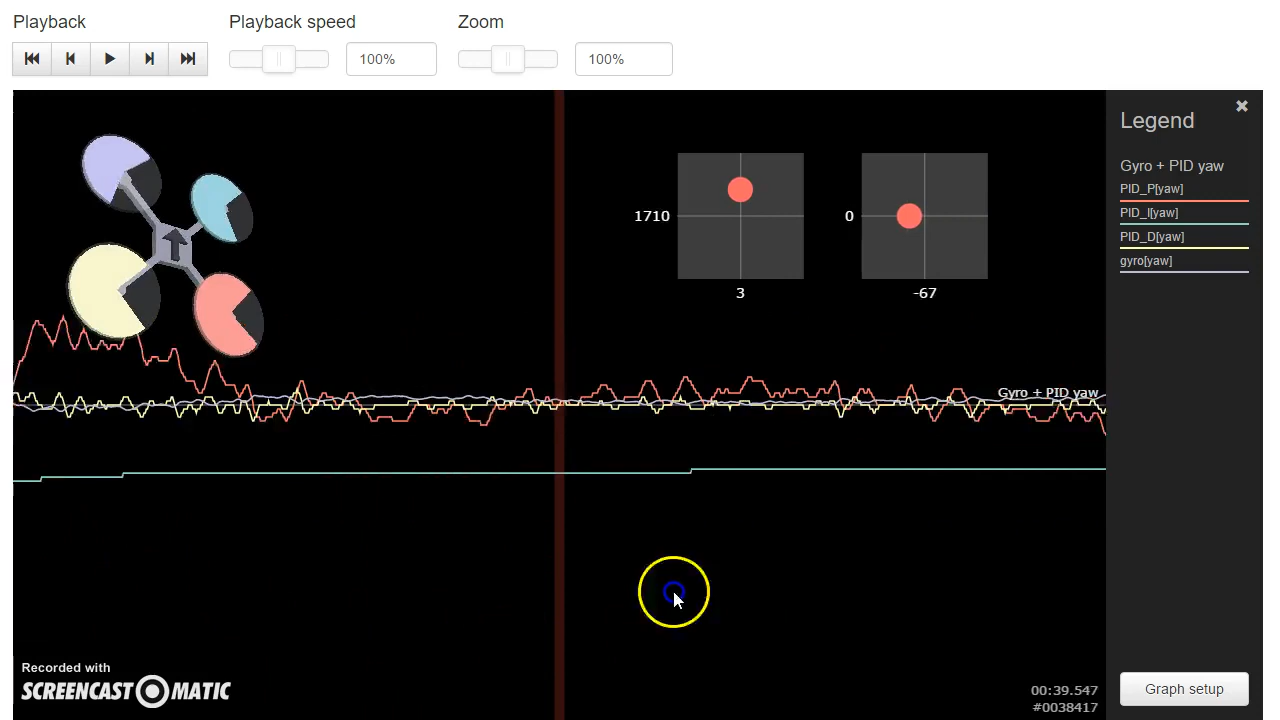 Playback
Playback speed
Zoom
100%
100%
Legend
Gyro + PID yaw
PID_P[yaw]
PID_I[yaw]
PID_D[yaw]
gyro[yaw]
1710
3
0
-67
Gyro + PID yaw
Recorded with
SCREENCAST MATIC
00:39.547
#0038417
Graph setup